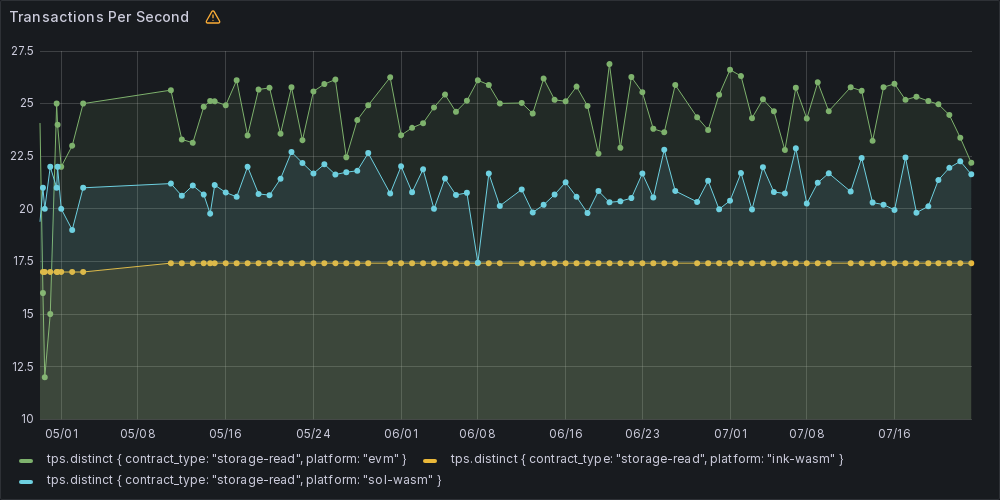 Transactions Per Second
27.5
25
22.5
20
17.5
15
12.5
10
05/01 05/08 05/16 05/24 06/01 06/08 06/16 06/23 07/01 07/08 07/16
tps.distinct { contract_type: "storage-read", platform: "evm" } tps.distinct { contract_type: "storage-read", platform: "ink-wasm" }
tps.distinct { contract_type: "storage-read", platform: "sol-wasm" }